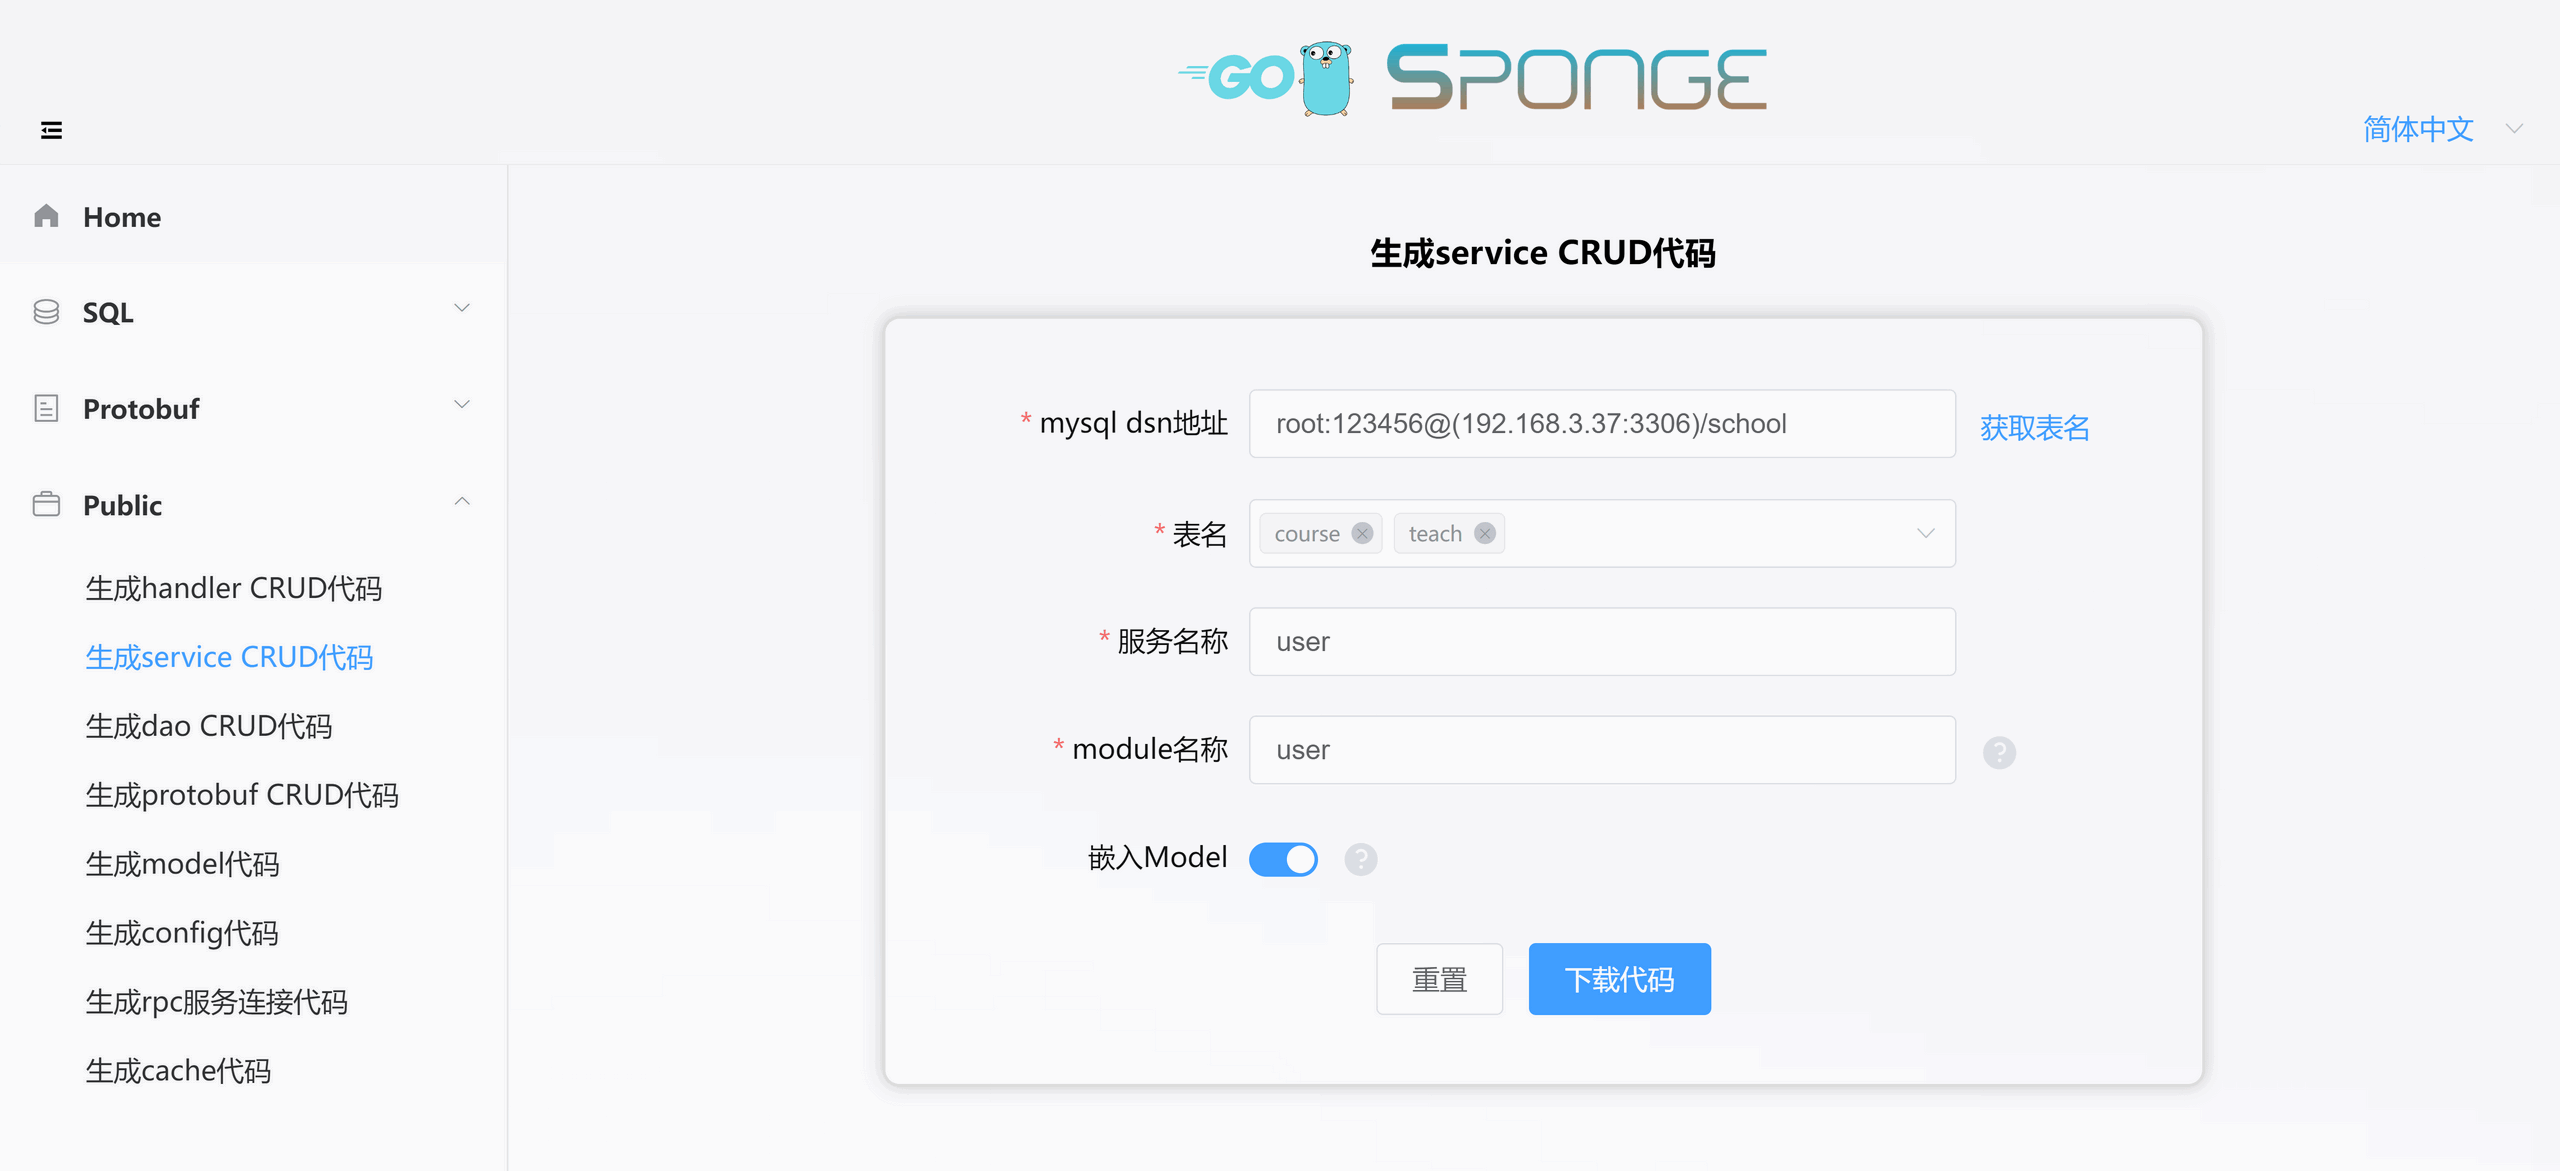 GO SPONGE
简体中文
Home
SQL
Protobuf
Public
生成handler CRUD代码
生成service CRUD代码
生成dao CRUD代码
生成protobuf CRUD代码
生成model代码
生成config代码
生成rpc服务连接代码
生成cache代码
生成service CRUD代码
* mysql dsn地址 root:123456@(192.168.3.37:3306)/school 获取表名
* 表名 course teach
* 服务名称 user
* module名称 user ?
嵌入Model ?
重置 下载代码